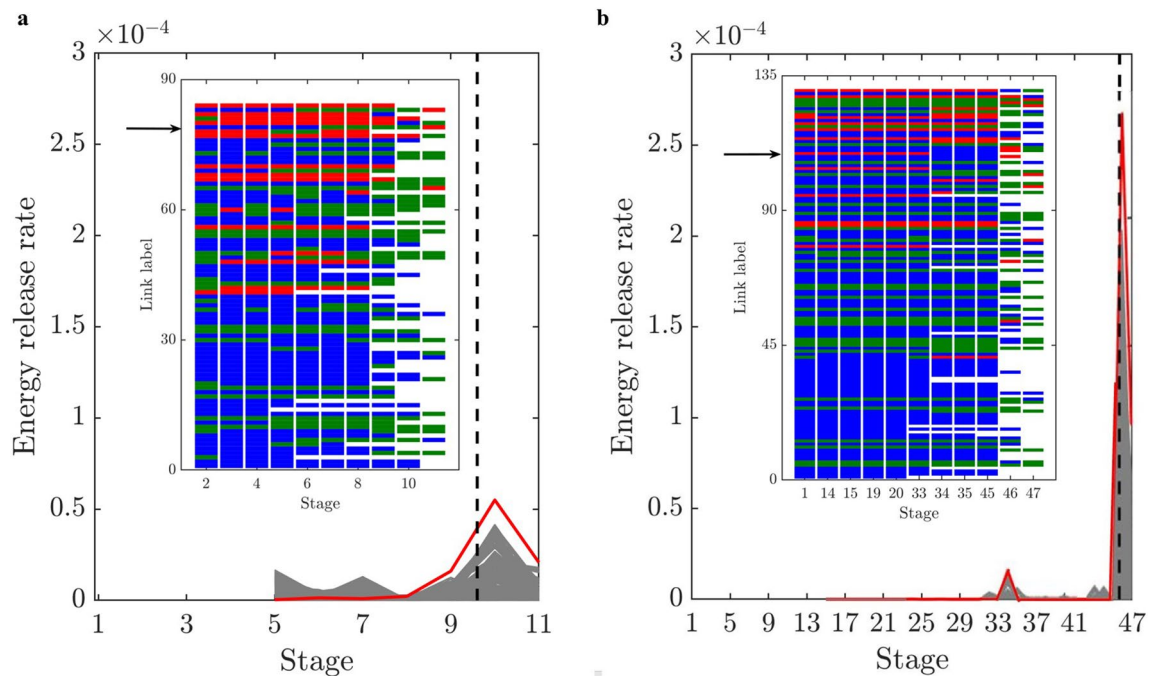 a
×10⁻⁴
3
2.5
2
1.5
1
0.5
0
Energy release rate
1 3 5 7 9 11
Stage
90
60
30
0
Link label
2 4 6 8 10
Stage
b
×10⁻⁴
3
2.5
2
1.5
1
0.5
0
Energy release rate
1 5 9 13 17 21 25 29 33 37 41 47
Stage
135
90
45
0
Link label
1 14 15 19 20 33 34 35 45 46 47
Stage